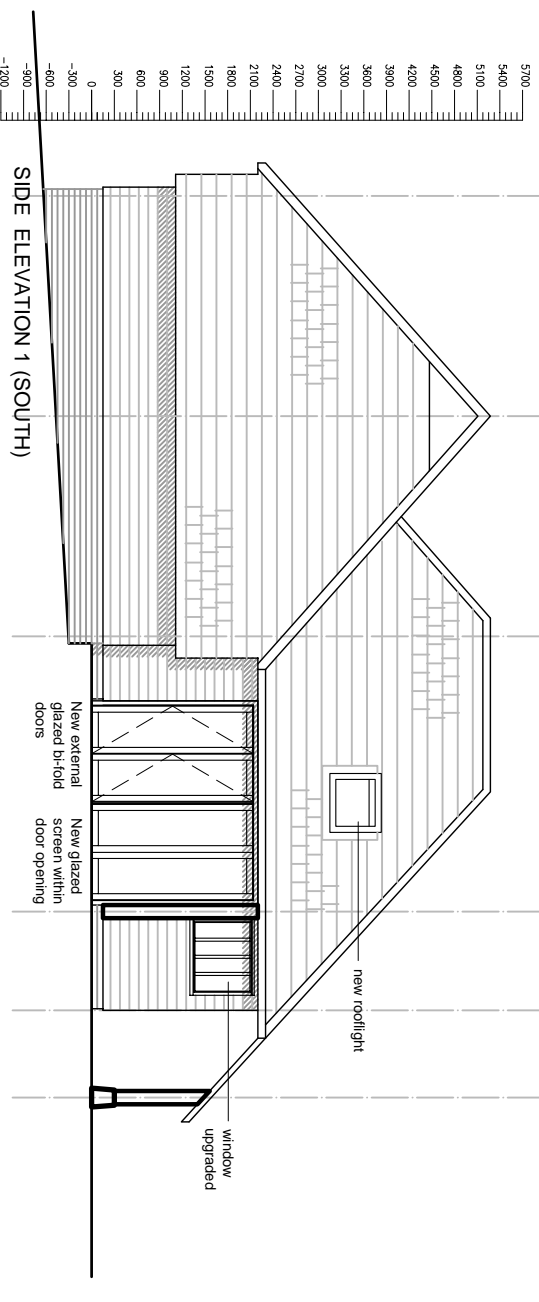 5700
5400
5100
4800
4500
4200
3900
3600
3300
3000
2700
2400
2100
1800
1500
1200
900
600
300
0
-300
-600
-900
-1200
new rooflight
window
upgraded
New external
glazed bi-fold
doors
New glazed
screen within
door opening
SIDE ELEVATION 1 (SOUTH)